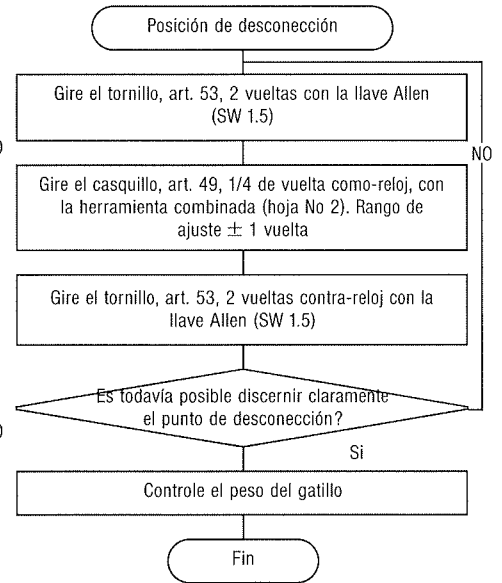 Posición de desconección
Gire el tornillo, art. 53, 2 vueltas con la llave Allen
(SW 1.5)
NO
Gire el casquillo, art. 49, 1/4 de vuelta como-reloj, con
la herramienta combinada (hoja No 2). Rango de
ajuste ± 1 vuelta
Gire el tornillo, art. 53, 2 vueltas contra-reloj con la
llave Allen (SW 1.5)
Es todavía posible discernir claramente
el punto de desconección?
Si
Controle el peso del gatillo
Fin